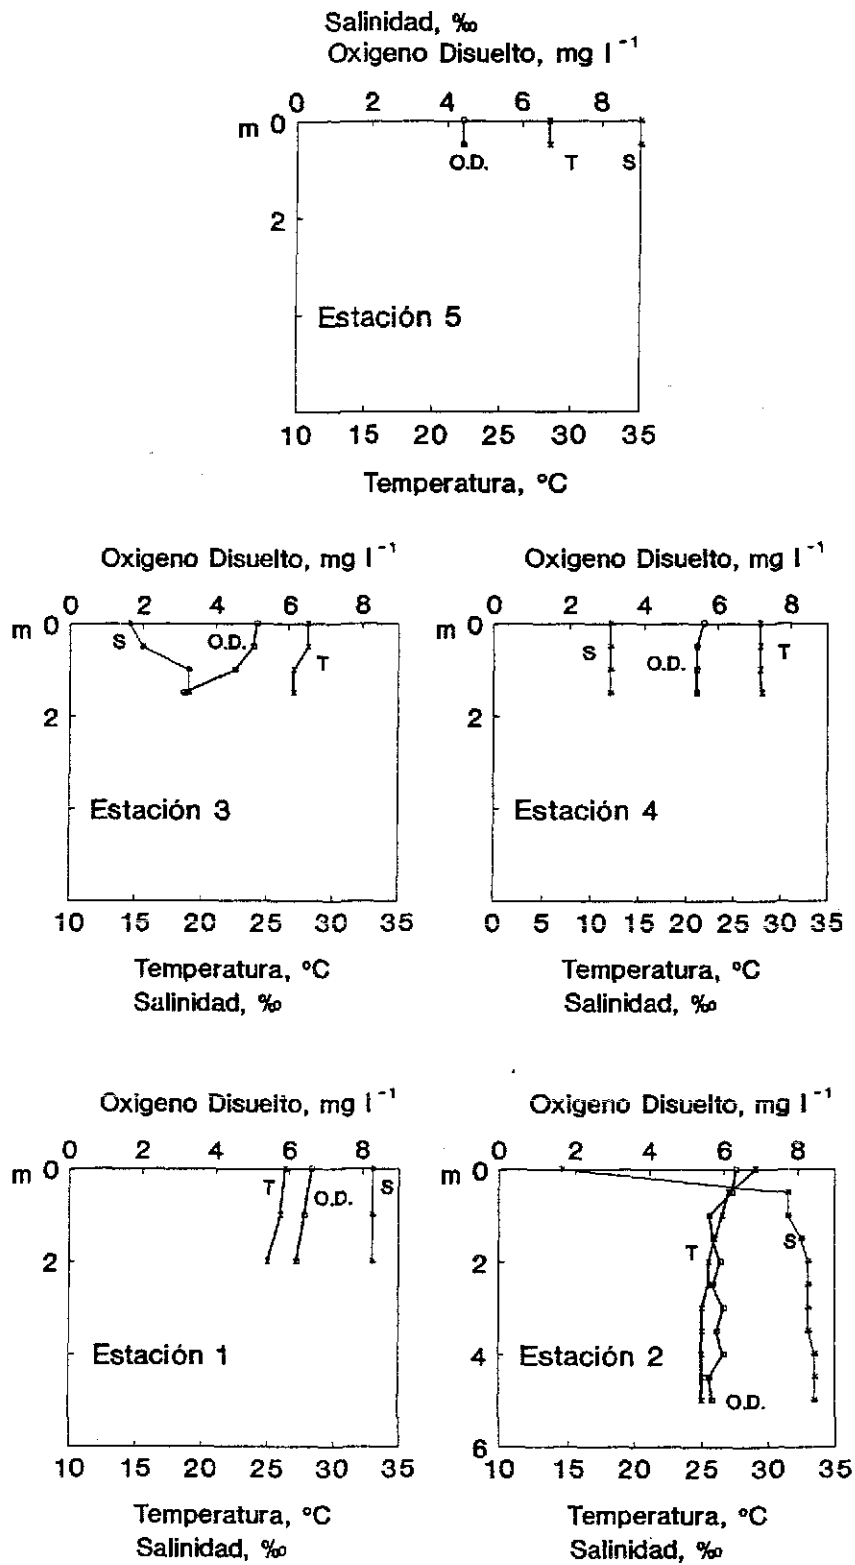 Salinidad, ‰
Oxigeno Disuelto, mg l⁻¹
0 2 4 6 8
m 0
O.D. T S
2
Estación 5
10 15 20 25 30 35
Temperatura, ºC
Oxigeno Disuelto, mg l⁻¹
0 2 4 6 8
m 0
S O.D. T
2
Estación 3
10 15 20 25 30 35
Temperatura, ºC
Salinidad, ‰
Oxigeno Disuelto, mg l⁻¹
0 2 4 6 8
m 0
S O.D. T
2
Estación 4
0 5 10 15 20 25 30 35
Temperatura, ºC
Salinidad, ‰
Oxigeno Disuelto, mg l⁻¹
0 2 4 6 8
m 0
T O.D. S
2
Estación 1
10 15 20 25 30 35
Temperatura, ºC
Salinidad, ‰
Oxigeno Disuelto, mg l⁻¹
0 2 4 6 8
m 0
T S
2
4
Estación 2
O.D.
6
10 15 20 25 30 35
Temperatura, ºC
Salinidad, ‰